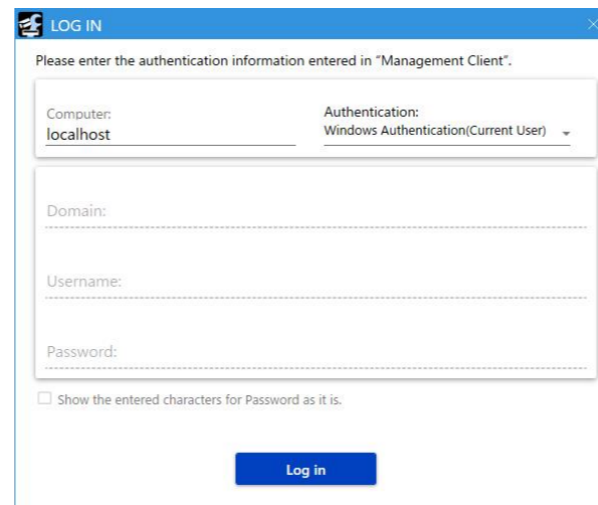 LOG IN
Please enter the authentication information entered in “Management Client”.
Computer:
localhost
Authentication:
Windows Authentication(Current User)
Domain:
Username:
Password:
Show the entered characters for Password as it is.
Log in